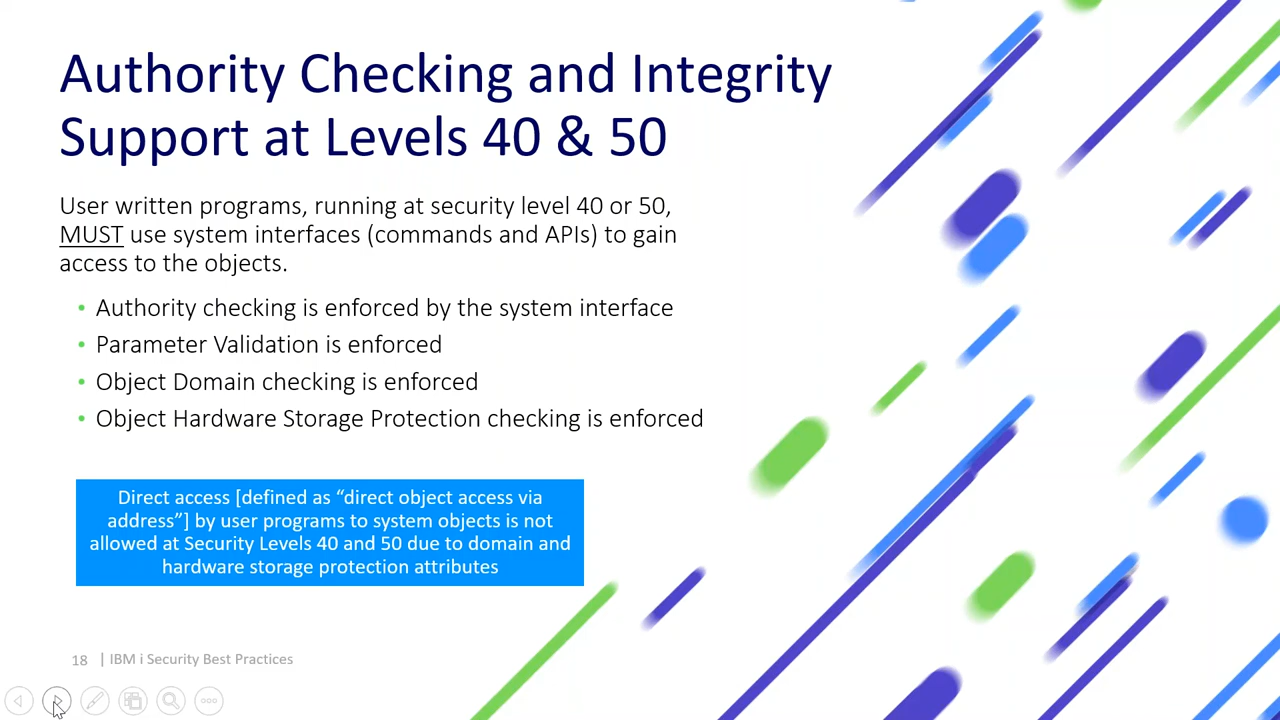 Authority Checking and Integrity
Support at Levels 40 & 50
User written programs, running at security level 40 or 50,
MUST use system interfaces (commands and APIs) to gain
access to the objects.
• Authority checking is enforced by the system interface
• Parameter Validation is enforced
• Object Domain checking is enforced
• Object Hardware Storage Protection checking is enforced
Direct access [defined as “direct object access via
address”] by user programs to system objects is not
allowed at Security Levels 40 and 50 due to domain and
hardware storage protection attributes
18 | IBM i Security Best Practices